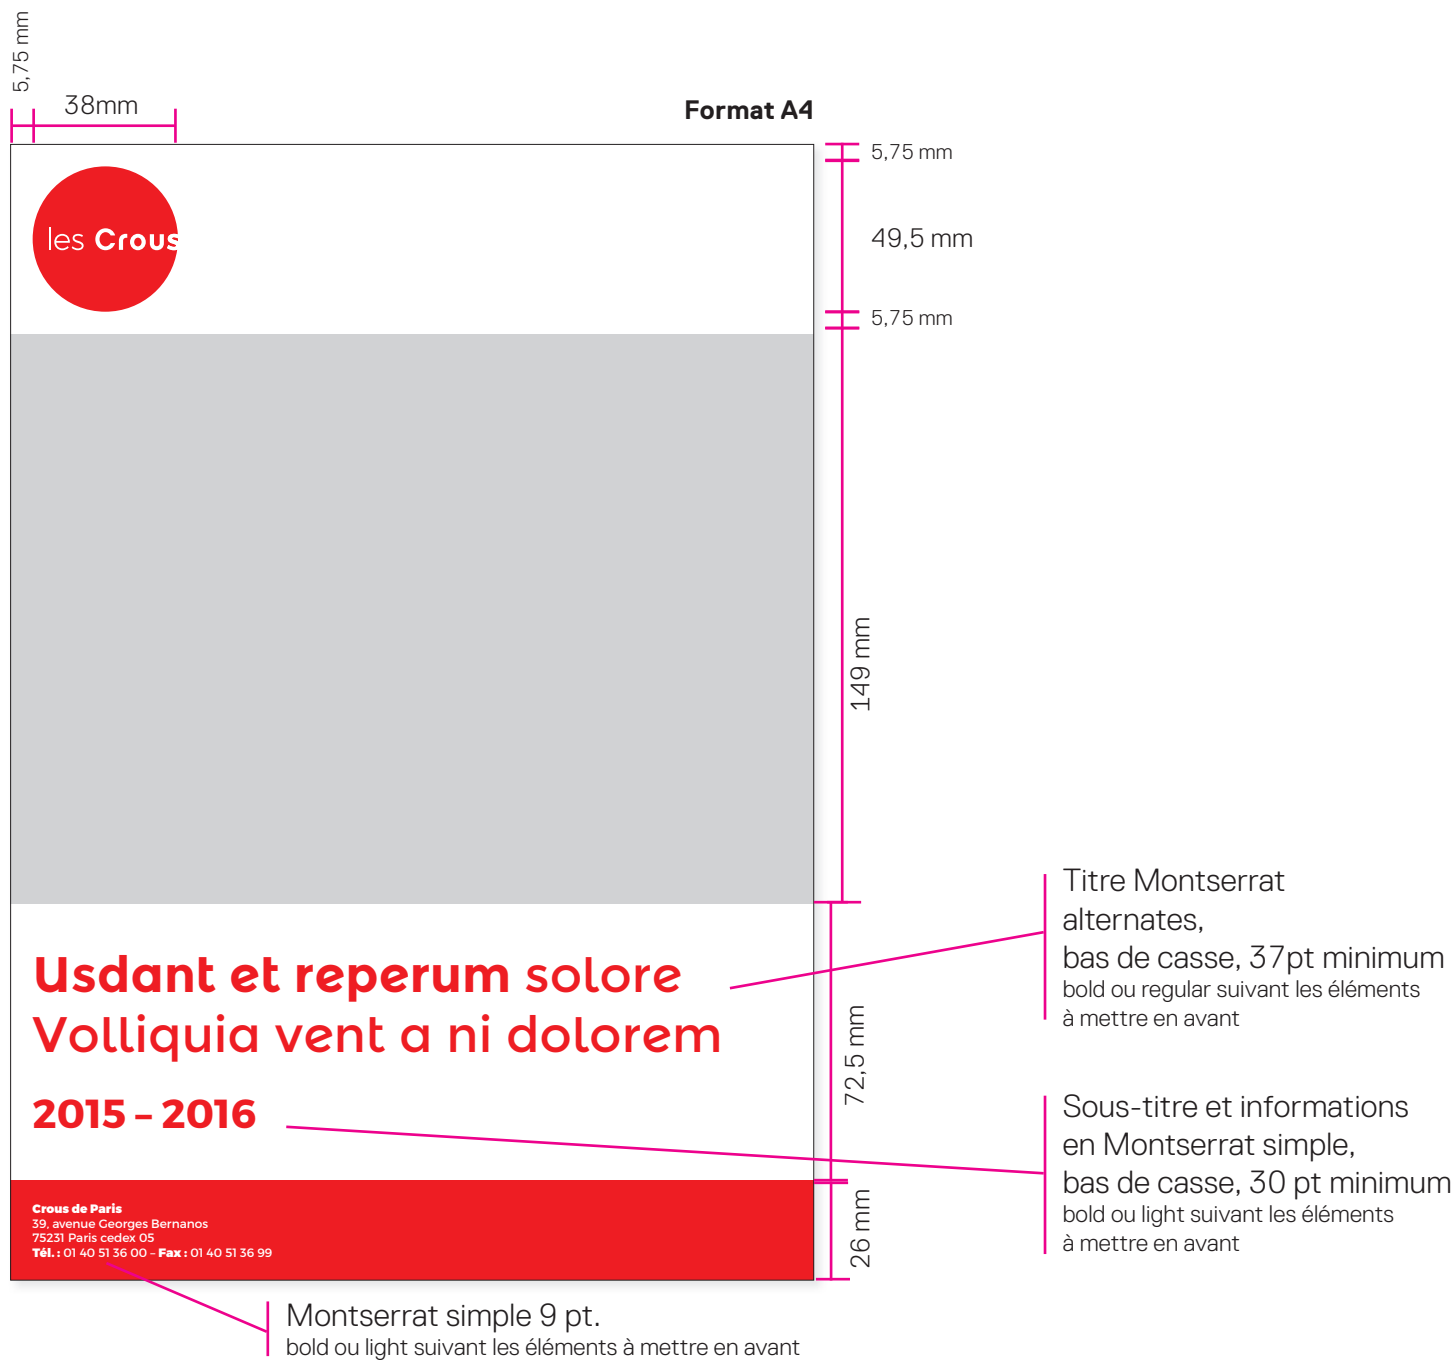 5,75 mm
38mm
Format A4
les Crous
5,75 mm
49,5 mm
5,75 mm
149 mm
Usdant et reperum solore
Volliquia vent a ni dolorem
2015 – 2016
72,5 mm
Titre Montserrat
alternates,
bas de casse, 37pt minimum
bold ou regular suivant les éléments
à mettre en avant
Sous-titre et informations
en Montserrat simple,
bas de casse, 30 pt minimum
bold ou light suivant les éléments
à mettre en avant
Crous de Paris
39, avenue Georges Bernanos
75231 Paris cedex 05
Tél. : 01 40 51 36 00 – Fax : 01 40 51 36 99
26 mm
Montserrat simple 9 pt.
bold ou light suivant les éléments à mettre en avant